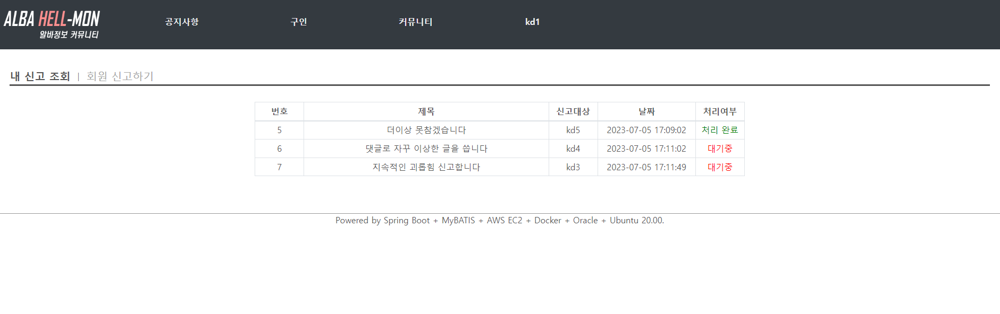 ALBA HELL-MON
알바정보 커뮤니티
공지사항 구인 커뮤니티 kd1
내 신고 조회 | 회원 신고하기
번호 제목 신고대상 날짜 처리여부
5 더이상 못참겠습니다 kd5 2023-07-05 17:09:02 처리 완료
6 댓글로 자꾸 이상한 글을 씁니다 kd4 2023-07-05 17:11:02 대기중
7 지속적인 괴롭힘 신고합니다 kd3 2023-07-05 17:11:49 대기중
Powered by Spring Boot + MyBATIS + AWS EC2 + Docker + Oracle + Ubuntu 20.00.